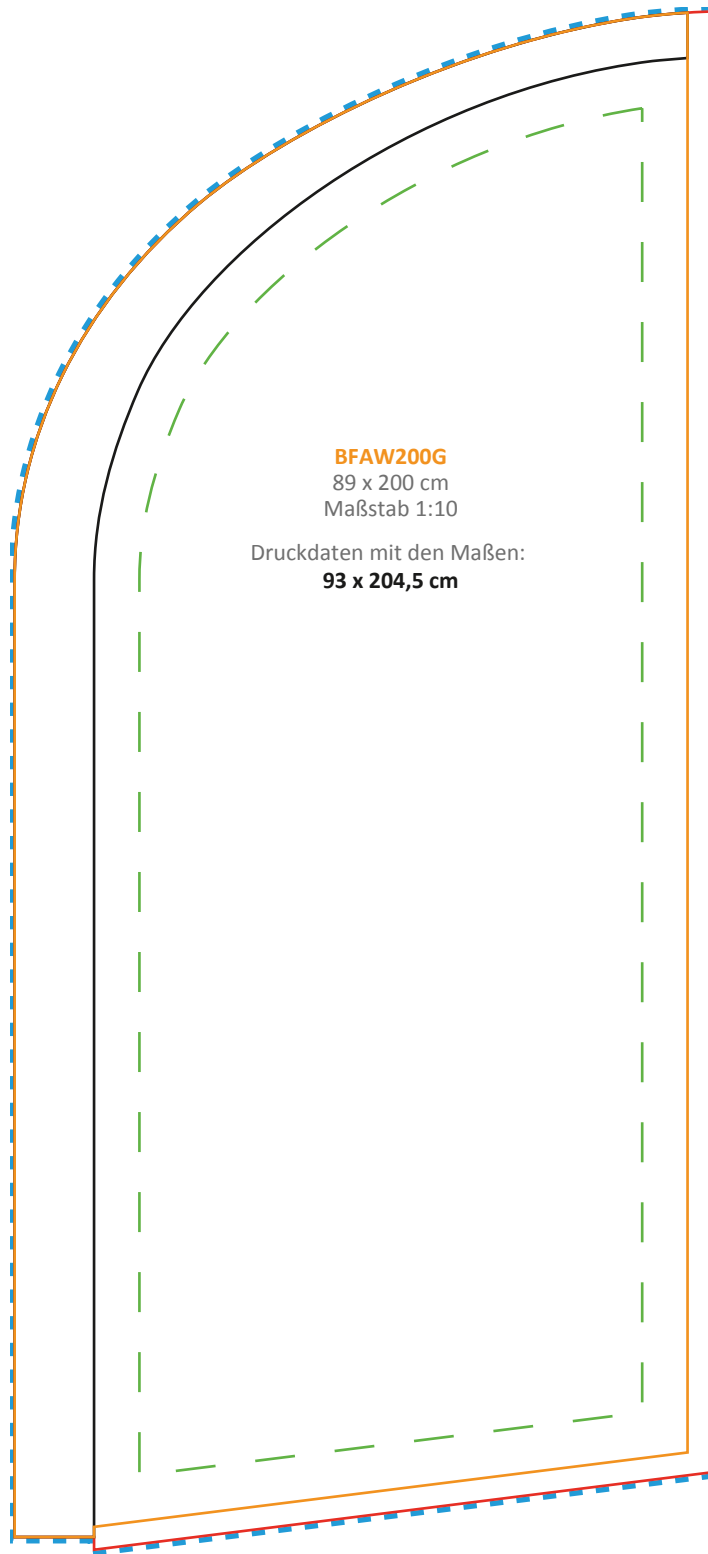 BFAW200G
89 x 200 cm
Maßstab 1:10
Druckdaten mit den Maßen:
93 x 204,5 cm